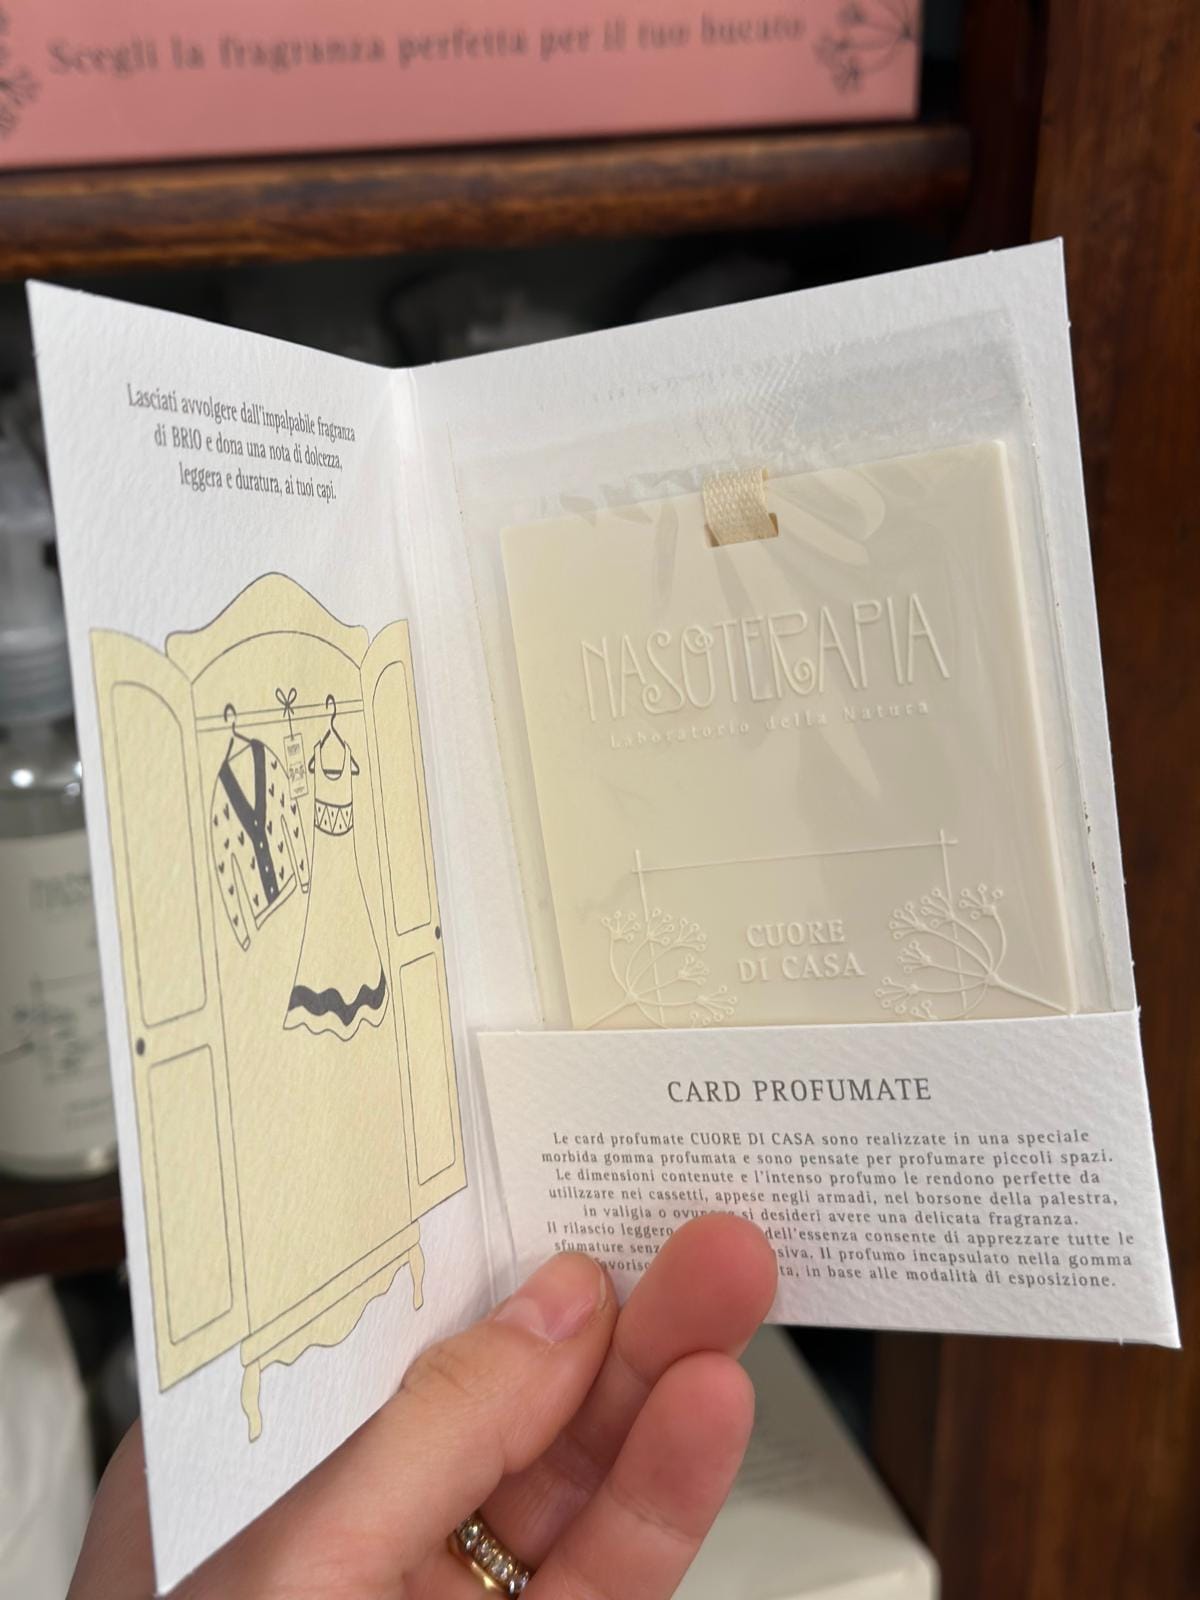 Scegli la fragranza perfetta per il tuo bucato
Lasciati avvolgere dall'impalpabile fragranza
di BRIO e dona una nota di dolcezza,
leggera e duratura, ai tuoi capi.
NASOTERAPIA
Laboratorio della Natura
CUORE
DI CASA
CARD PROFUMATE
Le card profumate CUORE DI CASA sono realizzate in una speciale
morbida gomma profumata e sono pensate per profumare piccoli spazi.
Le dimensioni contenute e l'intenso profumo le rendono perfette da
utilizzare nei cassetti, appese negli armadi, nel borsone della palestra,
in valigia o si desideri avere una delicata fragranza.
Il rilascio leggero dell'essenza consente di apprezzare tutte le
sfumature Il profumo incapsulato nella gomma
in base alle modalità di esposizione.